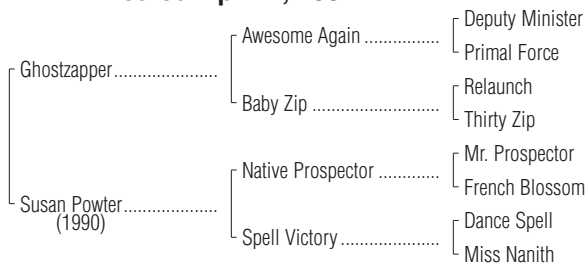 Deputy Minister
Awesome Again
Primal Force
Ghostzapper
Relaunch
Baby Zip
Thirty Zip
Mr. Prospector
Native Prospector
French Blossom
Susan Powter
(1990)
Dance Spell
Spell Victory
Miss Nanith